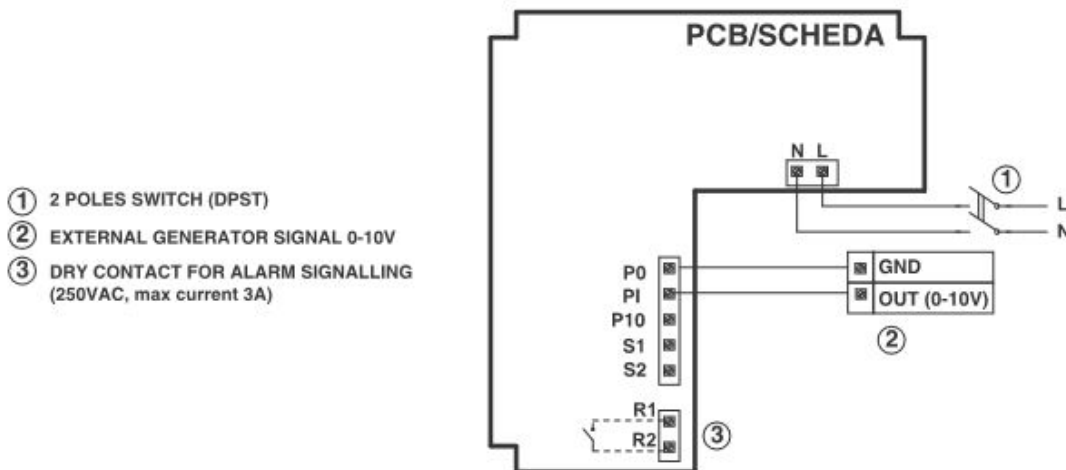 PCB/SCHEDA
N L
① 2 POLES SWITCH (DPST)
② EXTERNAL GENERATOR SIGNAL 0-10V
③ DRY CONTACT FOR ALARM SIGNALLING
(250VAC, max current 3A)
①
L
N
P0
GND
PI
OUT (0-10V)
P10
②
S1
S2
R1
R2
③